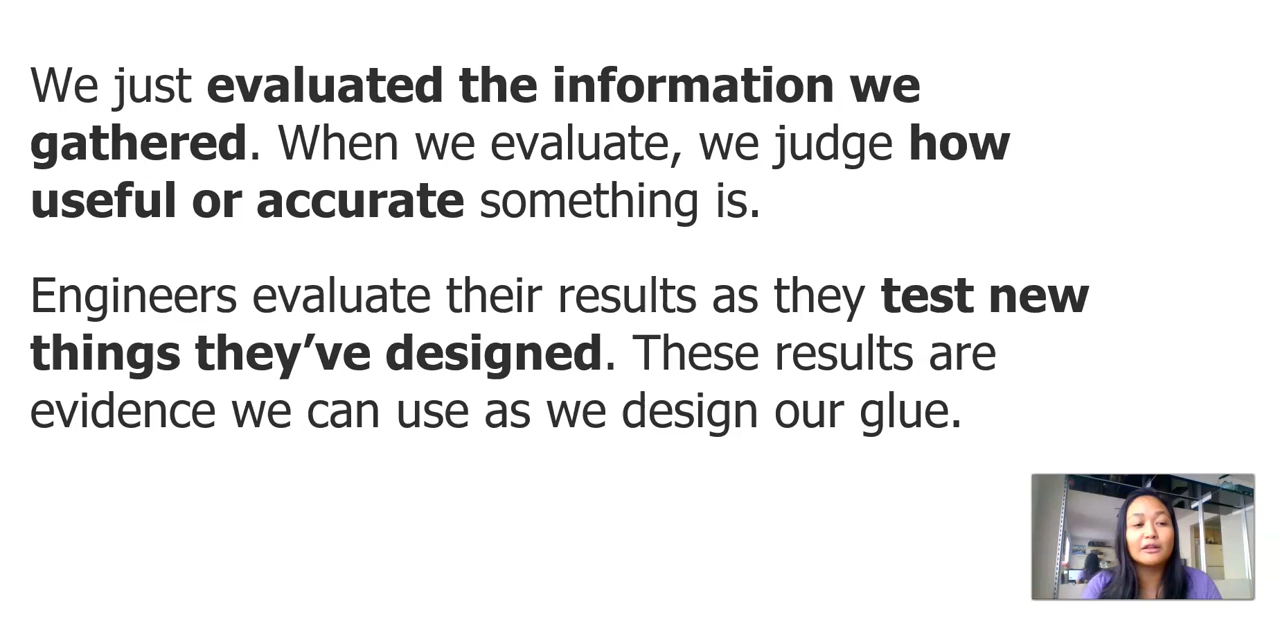 We just evaluated the information we
gathered. When we evaluate, we judge how
useful or accurate something is.
Engineers evaluate their results as they test new
things they’ve designed. These results are
evidence we can use as we design our glue.